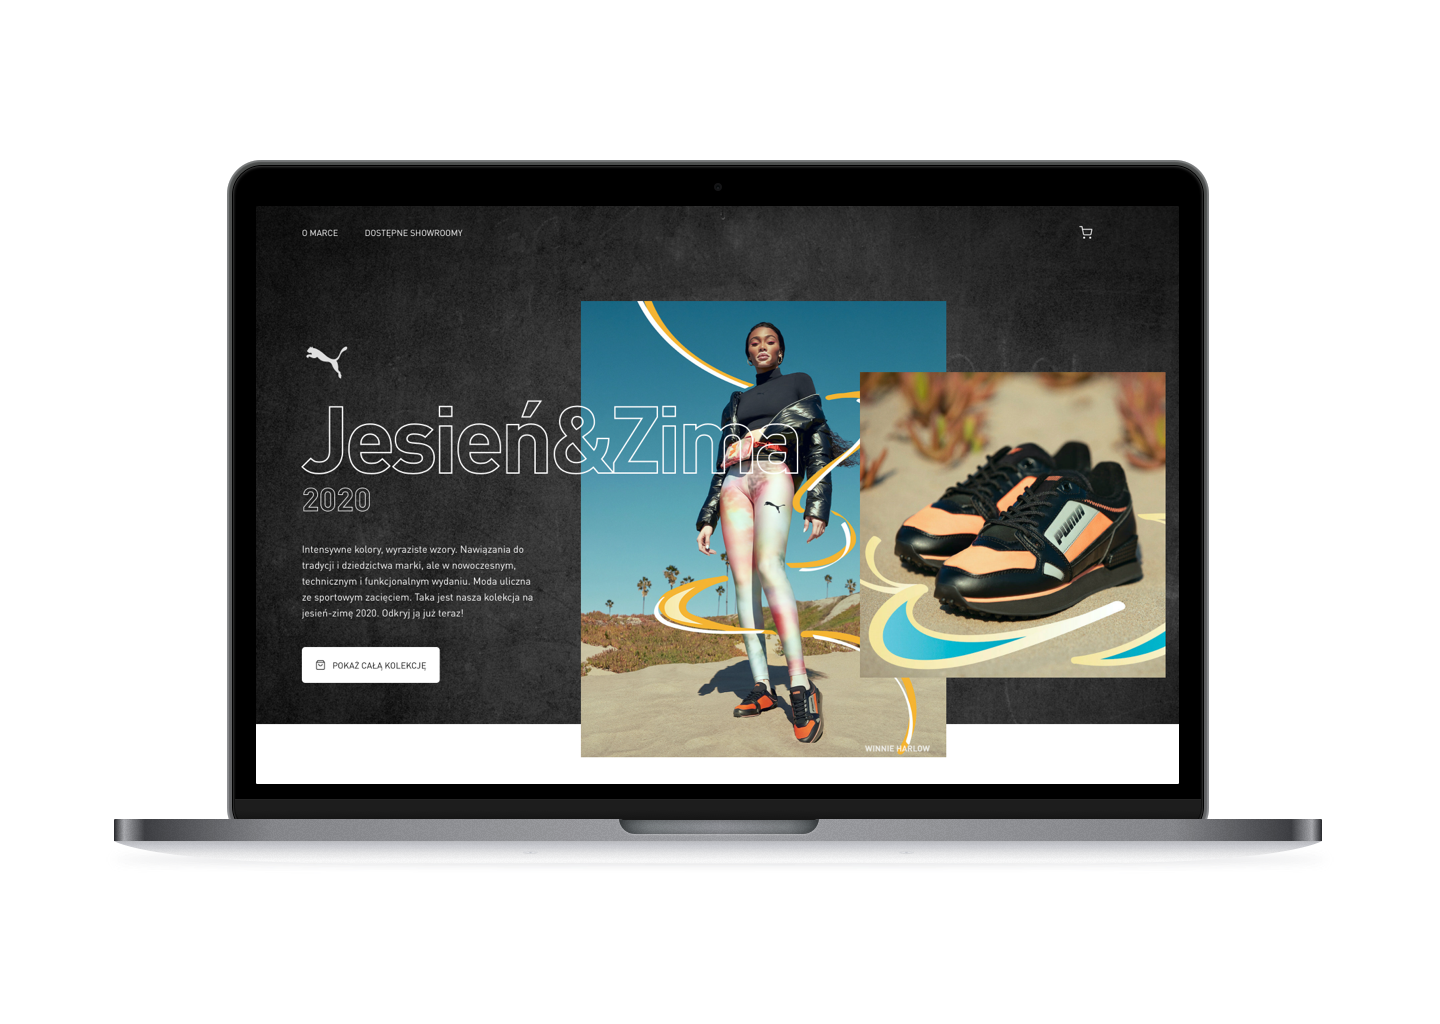 O MARCE
DOSTĘPNE SHOWROOMY
Jesień&Zima
2020
Intensywne kolory, wyraziste wzory. Nawiązania do
tradycji i dziedzictwa marki, ale w nowoczesnym,
technicznym i funkcjonalnym wydaniu. Moda uliczna
ze sportowym zacięciem. Taka jest nasza kolekcja na
jesień-zimę 2020. Odkryj ją już teraz!
POKAŻ CAŁĄ KOLEKCJĘ
PUMA
WINNIE HARLOW